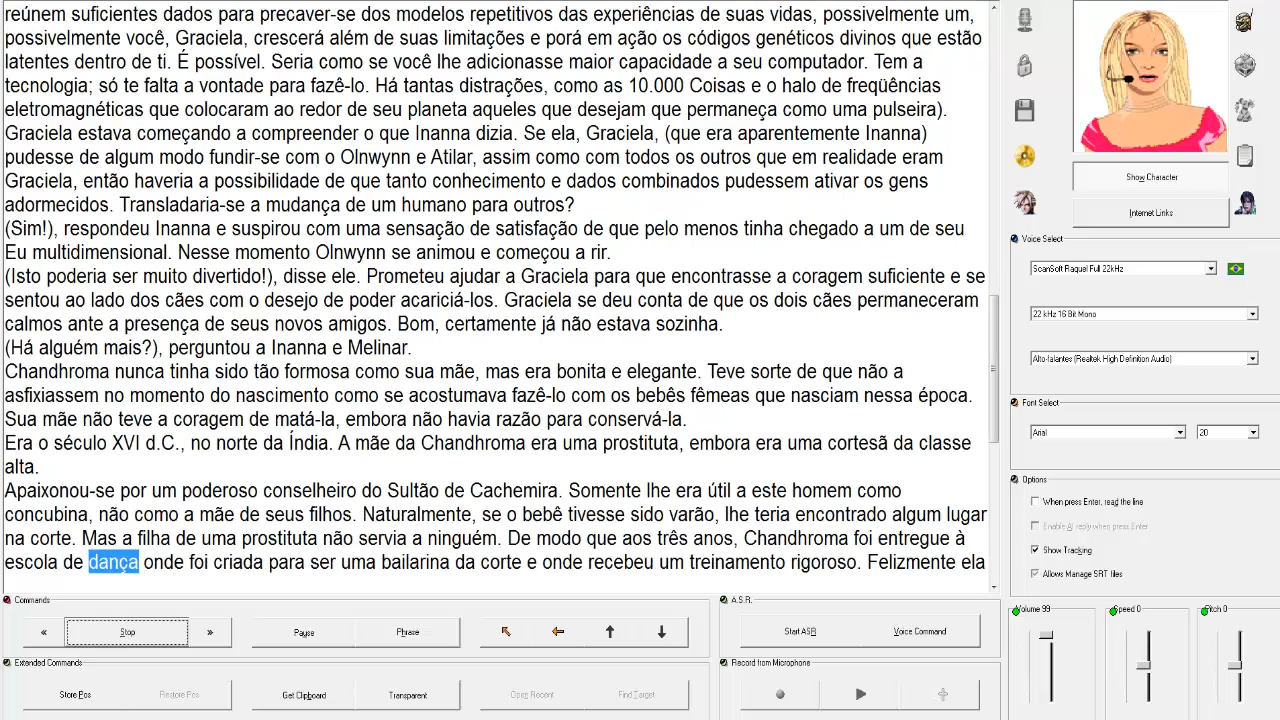 reúnem suficientes dados para precaver-se dos modelos repetitivos das experiências de suas vidas, possivelmente um,
possivelmente você, Graciela, crescerá além de suas limitações e porá em ação os códigos genéticos divinos que estão
latentes dentro de ti. É possível. Seria como se você lhe adicionasse maior capacidade a seu computador. Tem a
tecnologia; só te falta a vontade para fazê-lo. Há tantas distrações, como as 10.000 Coisas e o halo de freqüências
eletromagnéticas que colocaram ao redor de seu planeta aqueles que desejam que permaneça como uma pulseira).
Graciela estava começando a compreender o que Inanna dizia. Se ela, Graciela, (que era aparentemente Inanna)
pudesse de algum modo fundir-se com o Olnwynn e Atilar, assim como com todos os outros que em realidade eram
Graciela, então haveria a possibilidade de que tanto conhecimento e dados combinados pudessem ativar os gens
adormecidos. Transladaria-se a mudança de um humano para outros?
(Sim!), respondeu Inanna e suspirou com uma sensação de satisfação de que pelo menos tinha chegado a um de seu
Eu multidimensional. Nesse momento Olnwynn se animou e começou a rir.
(Isto poderia ser muito divertido!), disse ele. Prometeu ajudar a Graciela para que encontrasse a coragem suficiente e se
sentou ao lado dos cães com o desejo de poder acariciá-los. Graciela se deu conta de que os dois cães permaneceram
calmos ante a presença de seus novos amigos. Bom, certamente já não estava sozinha.
(Há alguém mais?), perguntou a Inanna e Melinar.
Chandhroma nunca tinha sido tão formosa como sua mãe, mas era bonita e elegante. Teve sorte de que não a
asfixiassem no momento do nascimento como se acostumava fazê-lo com os bebês fêmeas que nasciam nessa época.
Sua mãe não teve a coragem de matá-la, embora não havia razão para conservá-la.
Era o século XVI d.C., no norte da Índia. A mãe da Chandhroma era uma prostituta, embora era uma cortesã da classe
alta.
Apaixonou-se por um poderoso conselheiro do Sultão de Cachemira. Somente lhe era útil a este homem como
concubina, não como a mãe de seus filhos. Naturalmente, se o bebê tivesse sido varão, lhe teria encontrado algum lugar
na corte. Mas a filha de uma prostituta não servia a ninguém. De modo que aos três anos, Chandhroma foi entregue à
escola de dança onde foi criada para ser uma bailarina da corte e onde recebeu um treinamento rigoroso. Felizmente ela
Show Character
Internet Links
Voice Select
ScanSoft Raquel Full 22kHz
22 kHz 16 Bit Mono
Alto-falantes (Realtek High Definition Audio)
Font Select
Arial 20
Options
When press Enter, read the line
Enable AI reply when press Enter
Show Tracking
Allows Manage SRT files
Volume 99 Speed 0 Pitch 0
Commands
« Stop » Pause Phrase
A.S.R.
Start ASR Voice Command
Extended Commands
Store Pos Restore Pos Get Clipboard Transparent Open Recent Find Target
Record from Microphone